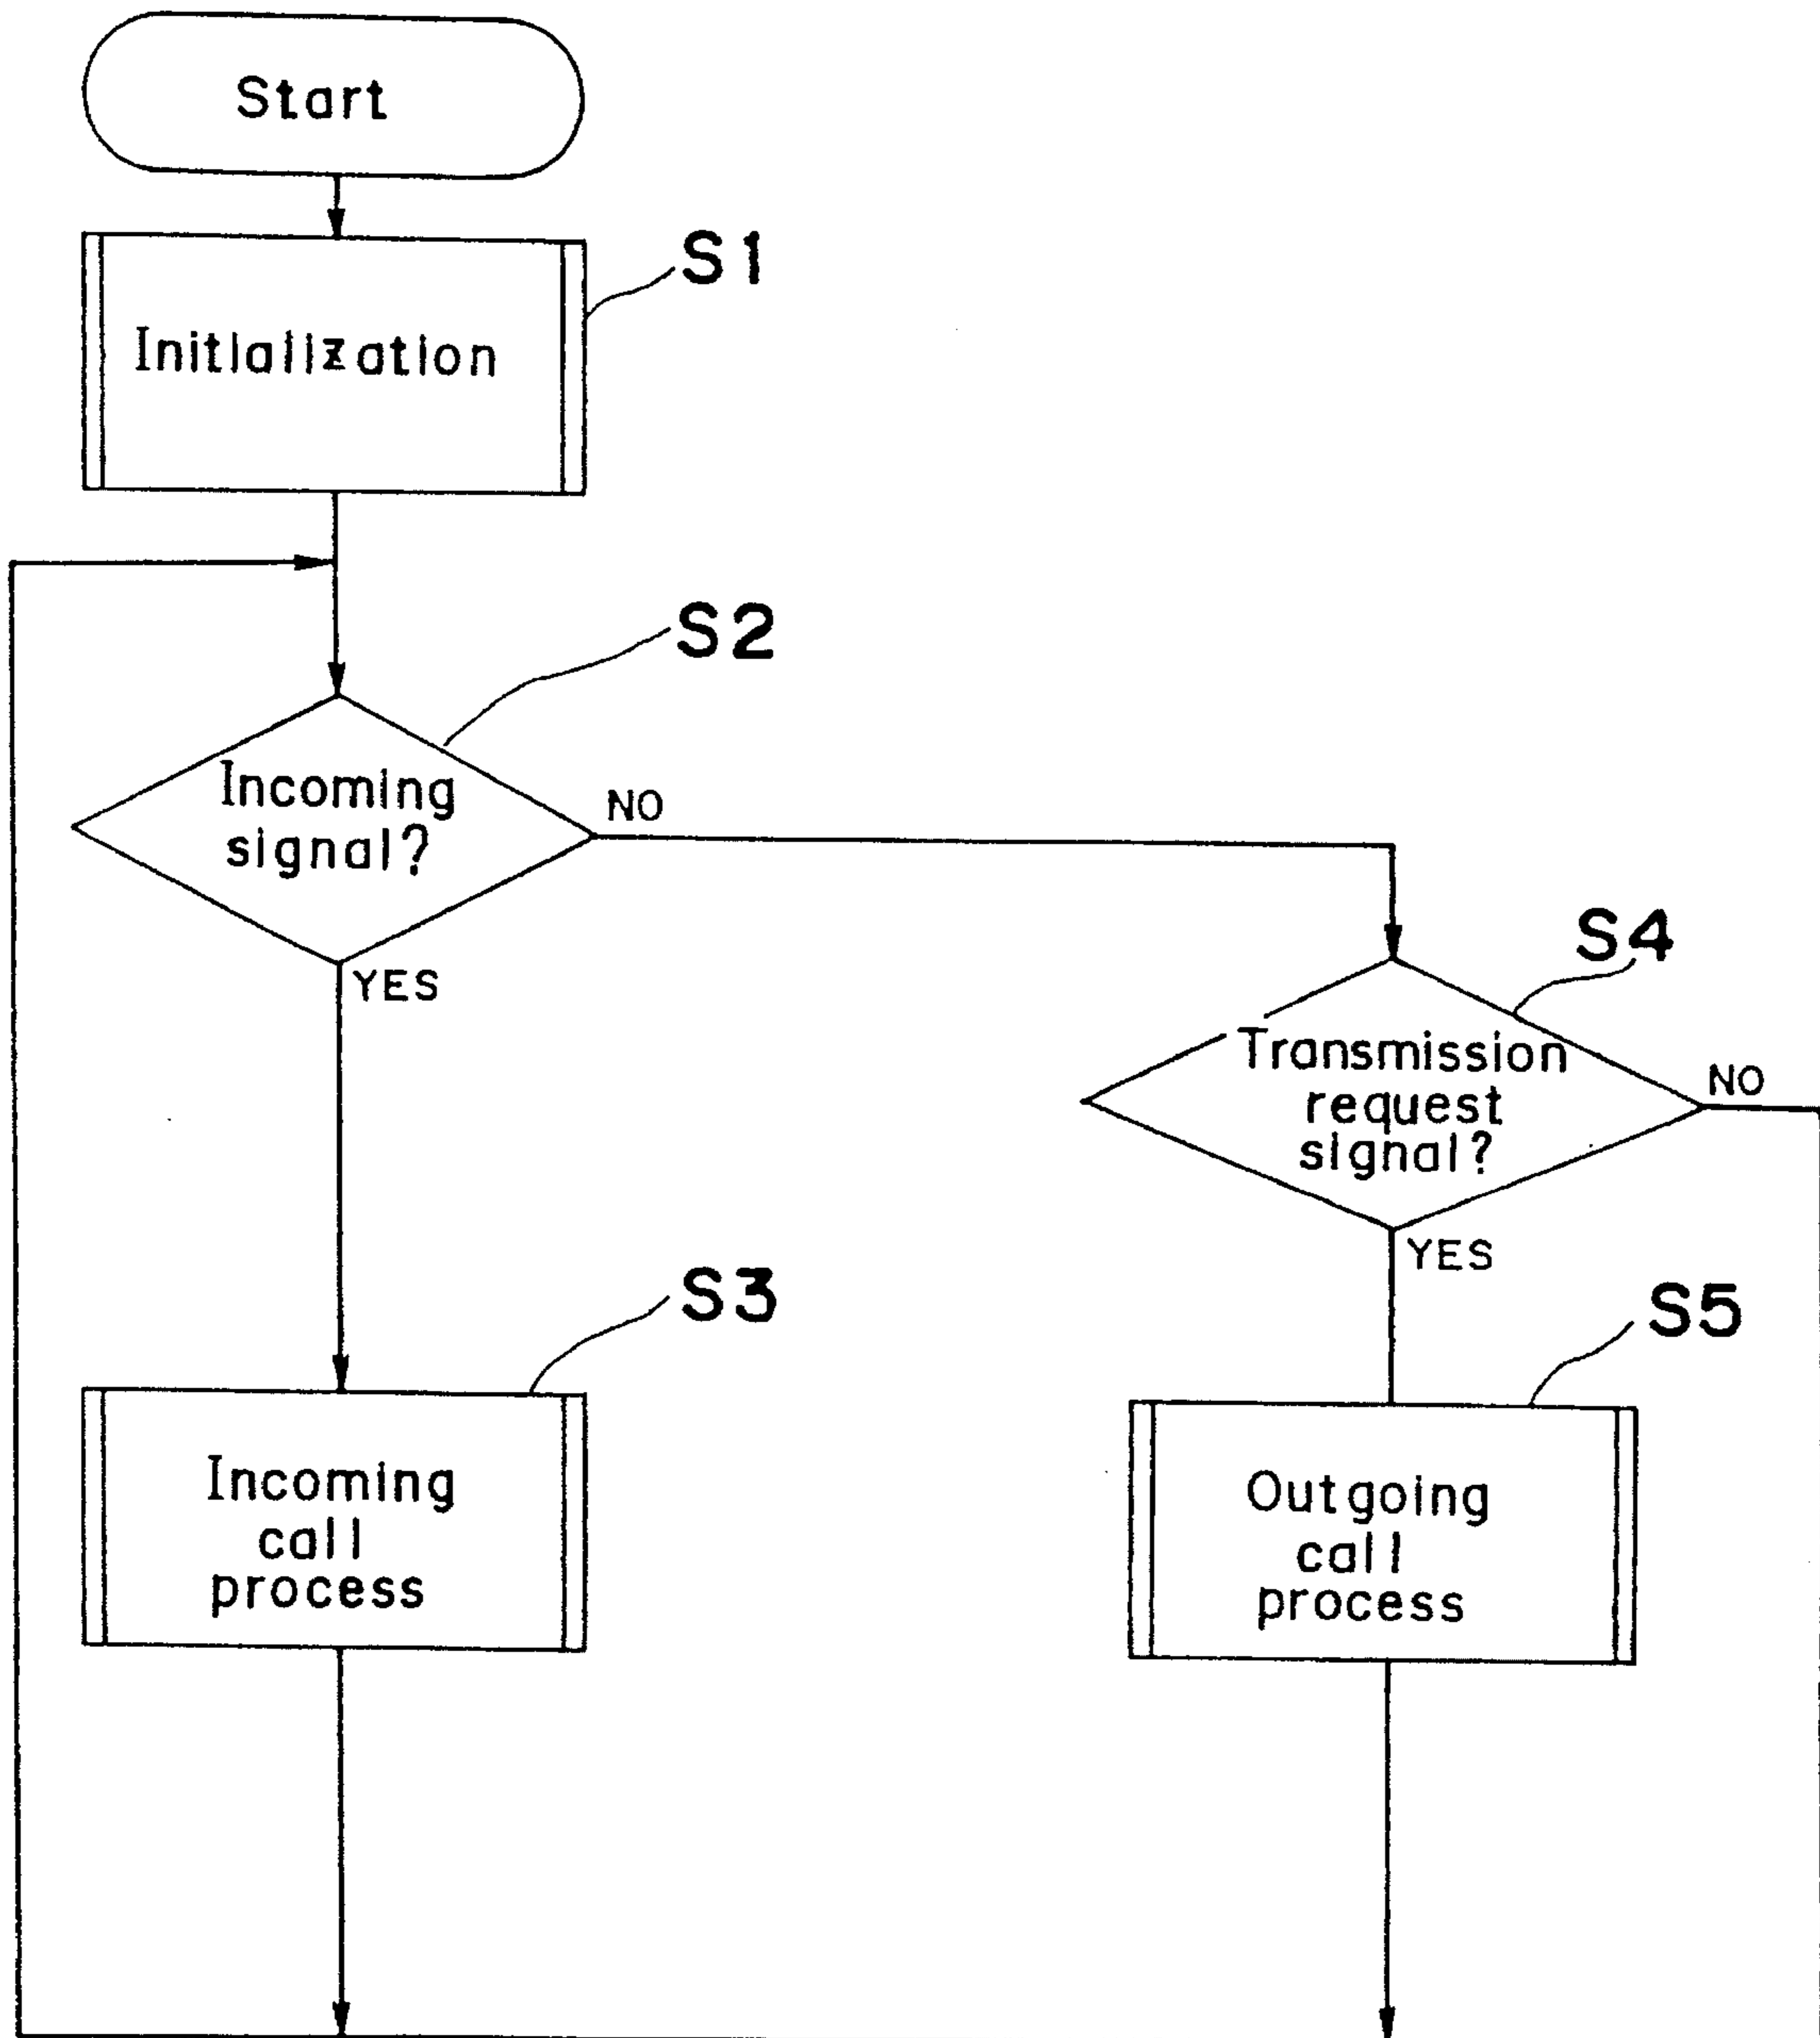 Start
S1
Initialization
S2
Incoming
signal?
NO
YES
S4
Transmission
request
signal?
NO
YES
S3
Incoming
call
process
S5
Outgoing
call
process